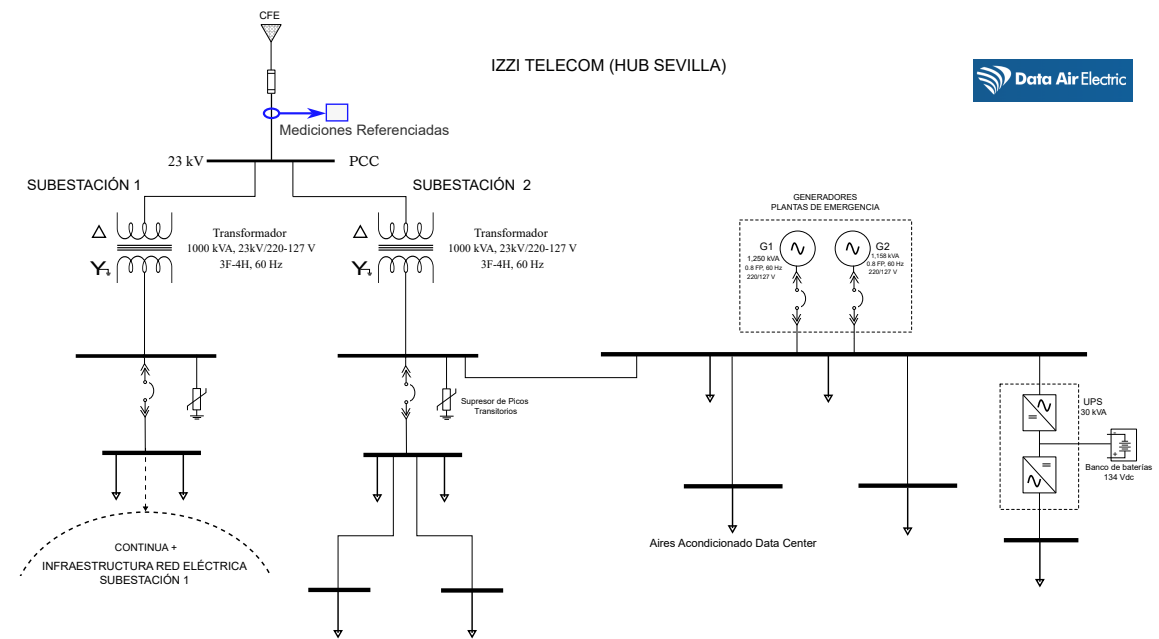 CFE
IZZI TELECOM (HUB SEVILLA)
Data Air Electric
Mediciones Referenciadas
23 kV
PCC
SUBESTACIÓN 1
SUBESTACIÓN 2
Transformador
1000 kVA, 23kV/220-127 V
3F-4H, 60 Hz
Transformador
1000 kVA, 23kV/220-127 V
3F-4H, 60 Hz
GENERADORES
PLANTAS DE EMERGENCIA
G1
1,250 kVA
0.8 FP, 60 Hz
220/127 V
G2
1,158 kVA
0.8 FP, 60 Hz
220/127 V
Supresor de Picos
Transitorios
UPS
30 kVA
-
+
Banco de baterías
134 Vdc
Aires Acondicionado Data Center
CONTINUA +
INFRAESTRUCTURA RED ELÉCTRICA
SUBESTACIÓN 1